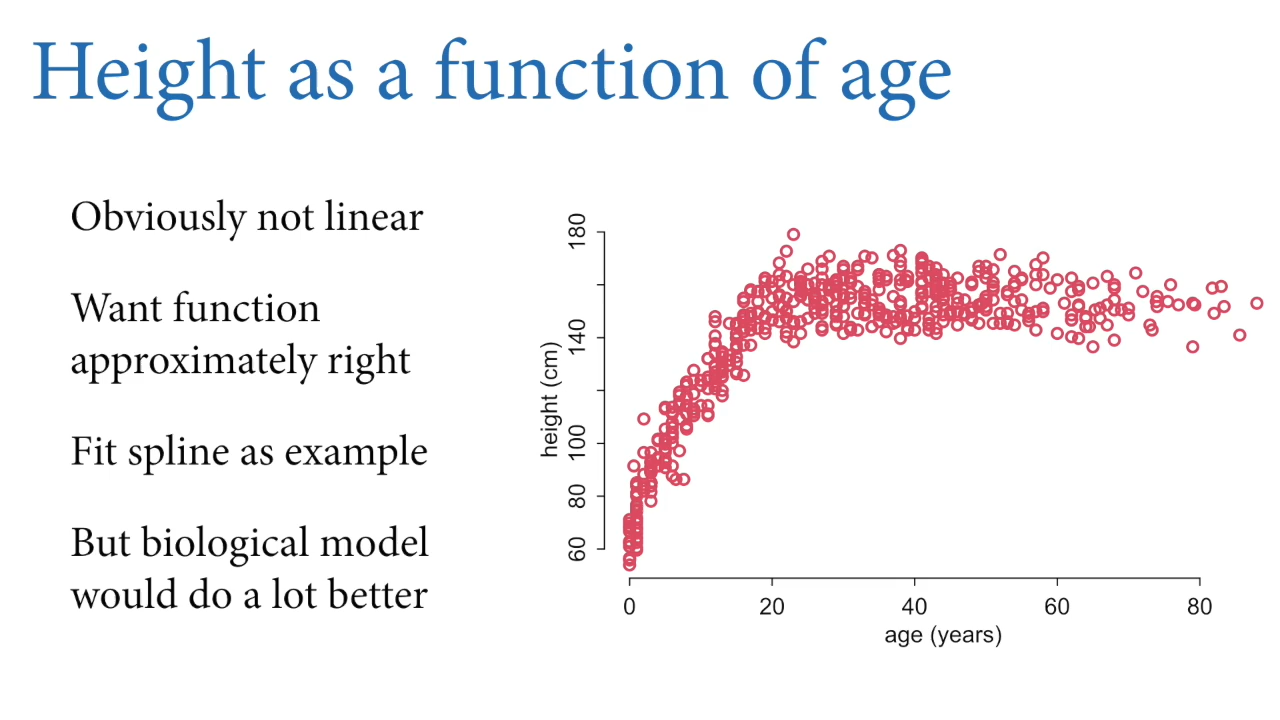 Height as a function of age
Obviously not linear
Want function
approximately right
Fit spline as example
But biological model
would do a lot better
height (cm)
180
140
100
80
60
0 20 40 60 80
age (years)